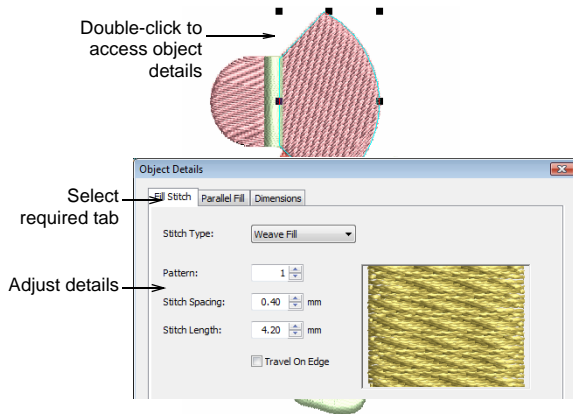 Double-click to
access object
details
Object Details
Select
required tab
Fill Stitch Parallel Fill Dimensions
Stitch Type: Weave Fill
Adjust details
Pattern: 1
Stitch Spacing: 0.40 mm
Stitch Length: 4.20 mm
Travel On Edge